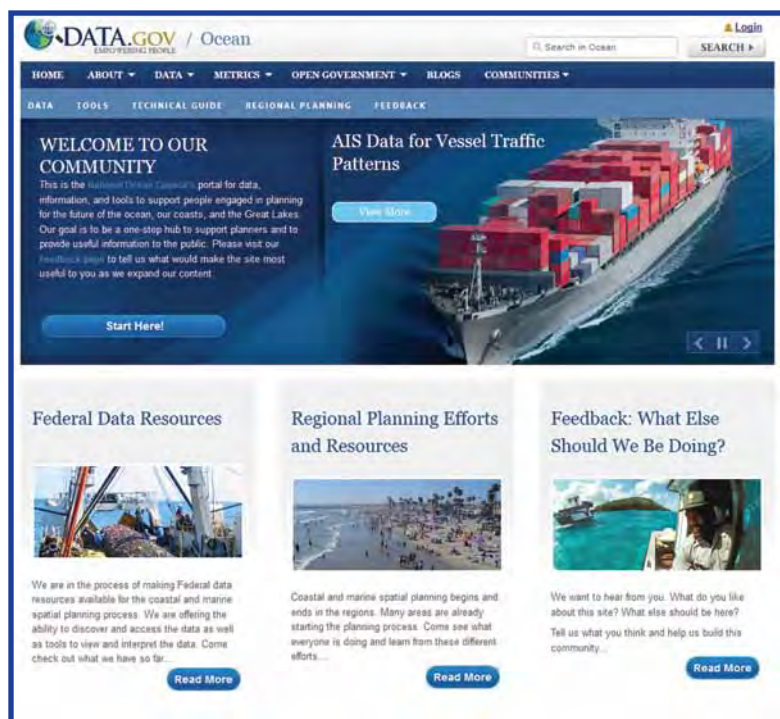 Login
DATA.GOV / Ocean
EMPOWERING PEOPLE
Search in Ocean
SEARCH
HOME ABOUT DATA METRICS OPEN GOVERNMENT BLOGS COMMUNITIES
DATA TOOLS TECHNICAL GUIDE REGIONAL PLANNING FEEDBACK
WELCOME TO OUR
COMMUNITY
This is the National Ocean Council's portal for data,
information, and tools to support people engaged in planning
for the future of the ocean, our coasts, and the Great Lakes.
Our goal is to be a one-stop hub to support planners and to
provide useful information to the public. Please visit our
Feedback page to tell us what would make the site most
useful to you as we expand our content.
Start Here!
AIS Data for Vessel Traffic
Patterns
View More
Federal Data Resources
We are in the process of making Federal data
resources available for the coastal and marine
spatial planning process. We are offering the
ability to discover and access the data as well
as tools to view and interpret the data. Come
check out what we have so far...
Read More
Regional Planning Efforts
and Resources
Coastal and marine spatial planning begins and
ends in the regions. Many areas are already
starting the planning process. Come see what
everyone is doing and learn from these different
efforts....
Read More
Feedback: What Else
Should We Be Doing?
We want to hear from you. What do you like
about this site? What else should be here?
Tell us what you think and help us build this
community...
Read More